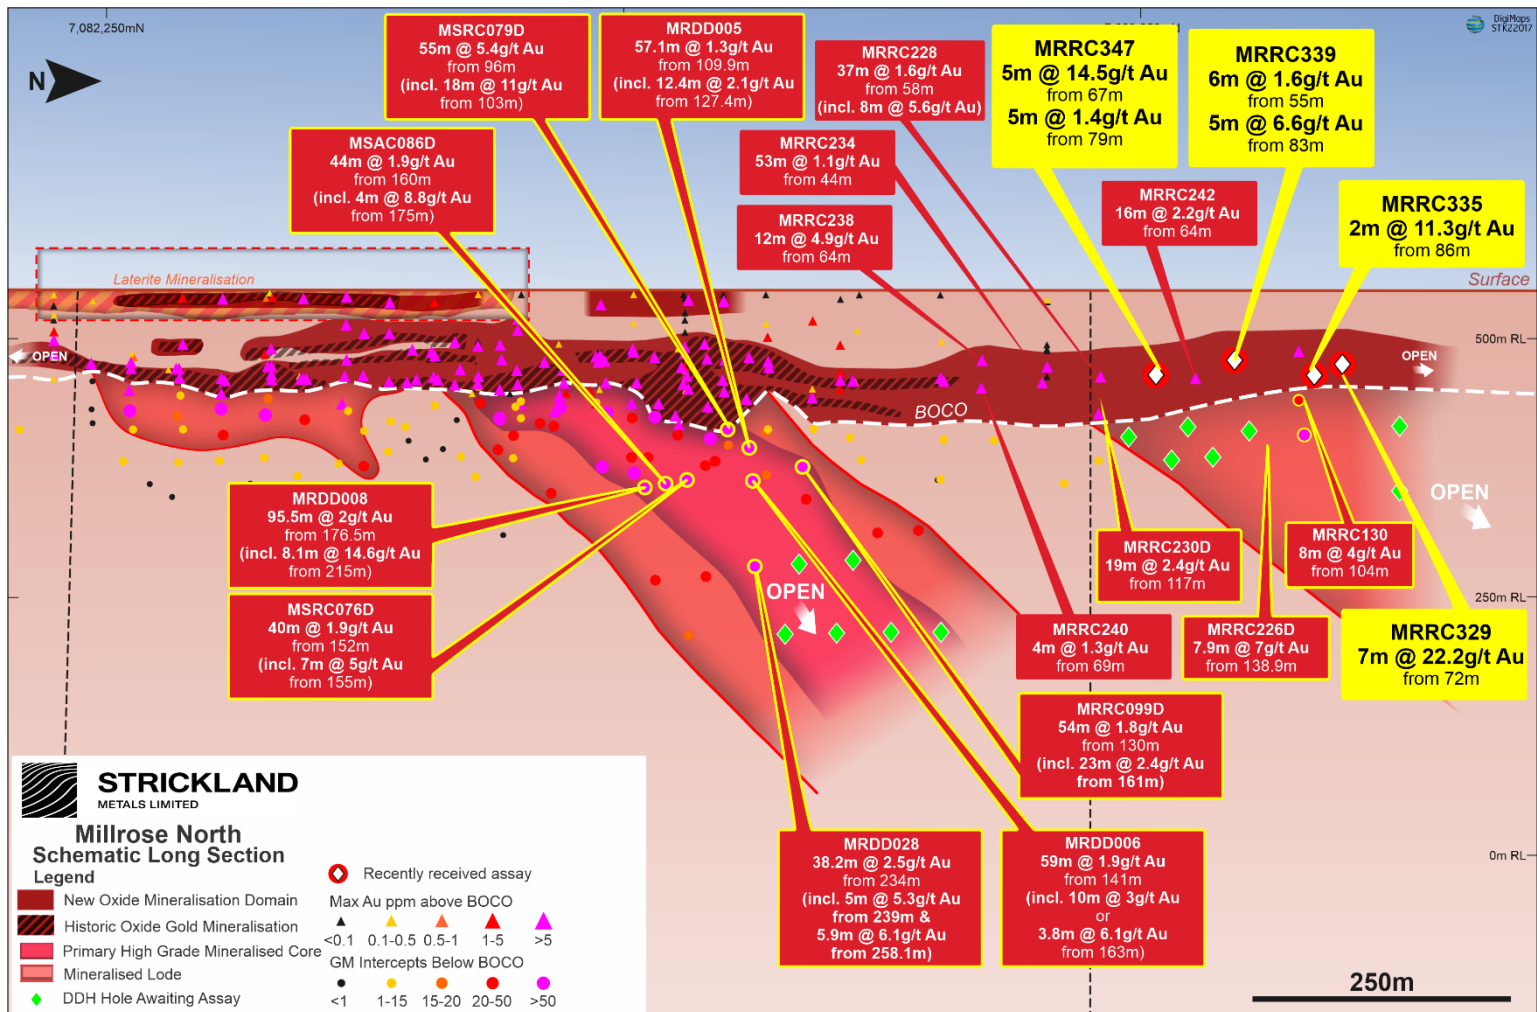 7,082,250mN
DigiMaps
STK22017
N
MSRC079D
55m @ 5.4g/t Au
from 96m
(incl. 18m @ 11g/t Au
from 103m)
MRDD005
57.1m @ 1.3g/t Au
from 109.9m
(incl. 12.4m @ 2.1g/t Au
from 127.4m)
MRRC228
37m @ 1.6g/t Au
from 58m
(incl. 8m @ 5.6g/t Au)
MRRC347
5m @ 14.5g/t Au
from 67m
5m @ 1.4g/t Au
from 79m
MRRC339
6m @ 1.6g/t Au
from 55m
5m @ 6.6g/t Au
from 83m
MSAC086D
44m @ 1.9g/t Au
from 160m
(incl. 4m @ 8.8g/t Au
from 175m)
MRRC234
53m @ 1.1g/t Au
from 44m
MRRC238
12m @ 4.9g/t Au
from 64m
MRRC242
16m @ 2.2g/t Au
from 64m
MRRC335
2m @ 11.3g/t Au
from 86m
Laterite Mineralisation
Surface
500m RL
OPEN
OPEN
BOCO
OPEN
MRDD008
95.5m @ 2g/t Au
from 176.5m
(incl. 8.1m @ 14.6g/t Au
from 215m)
MRRC230D
19m @ 2.4g/t Au
from 117m
MRRC130
8m @ 4g/t Au
from 104m
OPEN
250m RL
MSRC076D
40m @ 1.9g/t Au
from 152m
(incl. 7m @ 5g/t Au
from 155m)
MRRC240
4m @ 1.3g/t Au
from 69m
MRRC226D
7.9m @ 7g/t Au
from 138.9m
MRRC329
7m @ 22.2g/t Au
from 72m
MRRC099D
54m @ 1.8g/t Au
from 130m
(incl. 23m @ 2.4g/t Au
from 161m)
MRDD028
38.2m @ 2.5g/t Au
from 234m
(incl. 5m @ 5.3g/t Au
from 239m &
5.9m @ 6.1g/t Au
from 258.1m)
MRDD006
59m @ 1.9g/t Au
from 141m
(incl. 10m @ 3g/t Au
or
3.8m @ 6.1g/t Au
from 163m)
0m RL
250m
STRICKLAND
METALS LIMITED
Millrose North
Schematic Long Section
Legend
New Oxide Mineralisation Domain
Historic Oxide Gold Mineralisation
Primary High Grade Mineralised Core
Mineralised Lode
DDH Hole Awaiting Assay
Recently received assay
Max Au ppm above BOCO
<0.1 0.1-0.5 0.5-1 1-5 >5
GM Intercepts Below BOCO
<1 1-15 15-20 20-50 >50